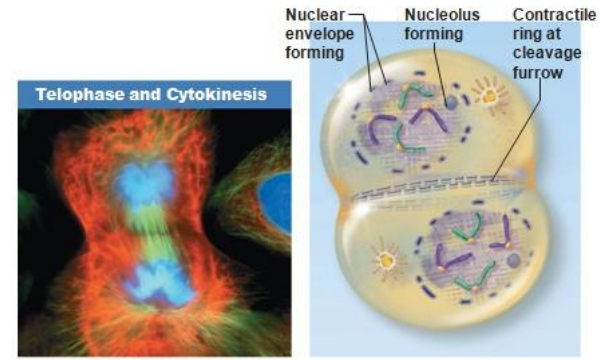 Telophase and Cytokinesis
Nuclear
envelope
forming
Nucleolus
forming
Contractile
ring at
cleavage
furrow